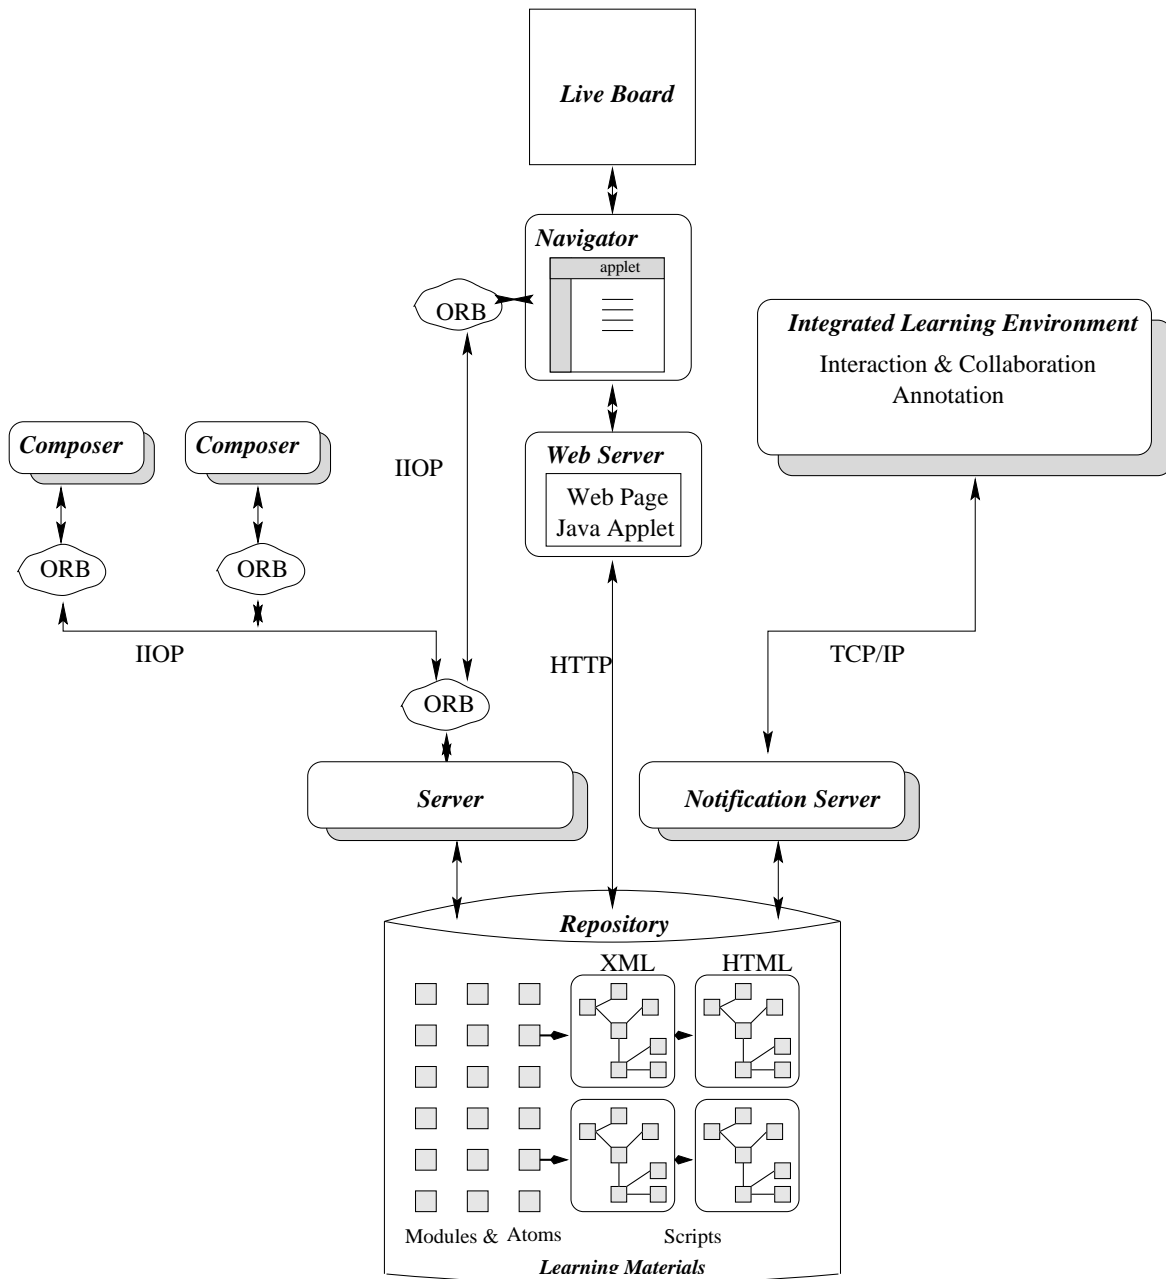 Live Board
Navigator
applet
ORB
Integrated Learning Environment
Interaction & Collaboration
Annotation
Composer
Composer
IIOP
Web Server
Web Page
Java Applet
ORB
ORB
IIOP
HTTP
TCP/IP
ORB
Server
Notification Server
Repository
XML
HTML
Modules & Atoms
Scripts
Learning Materials